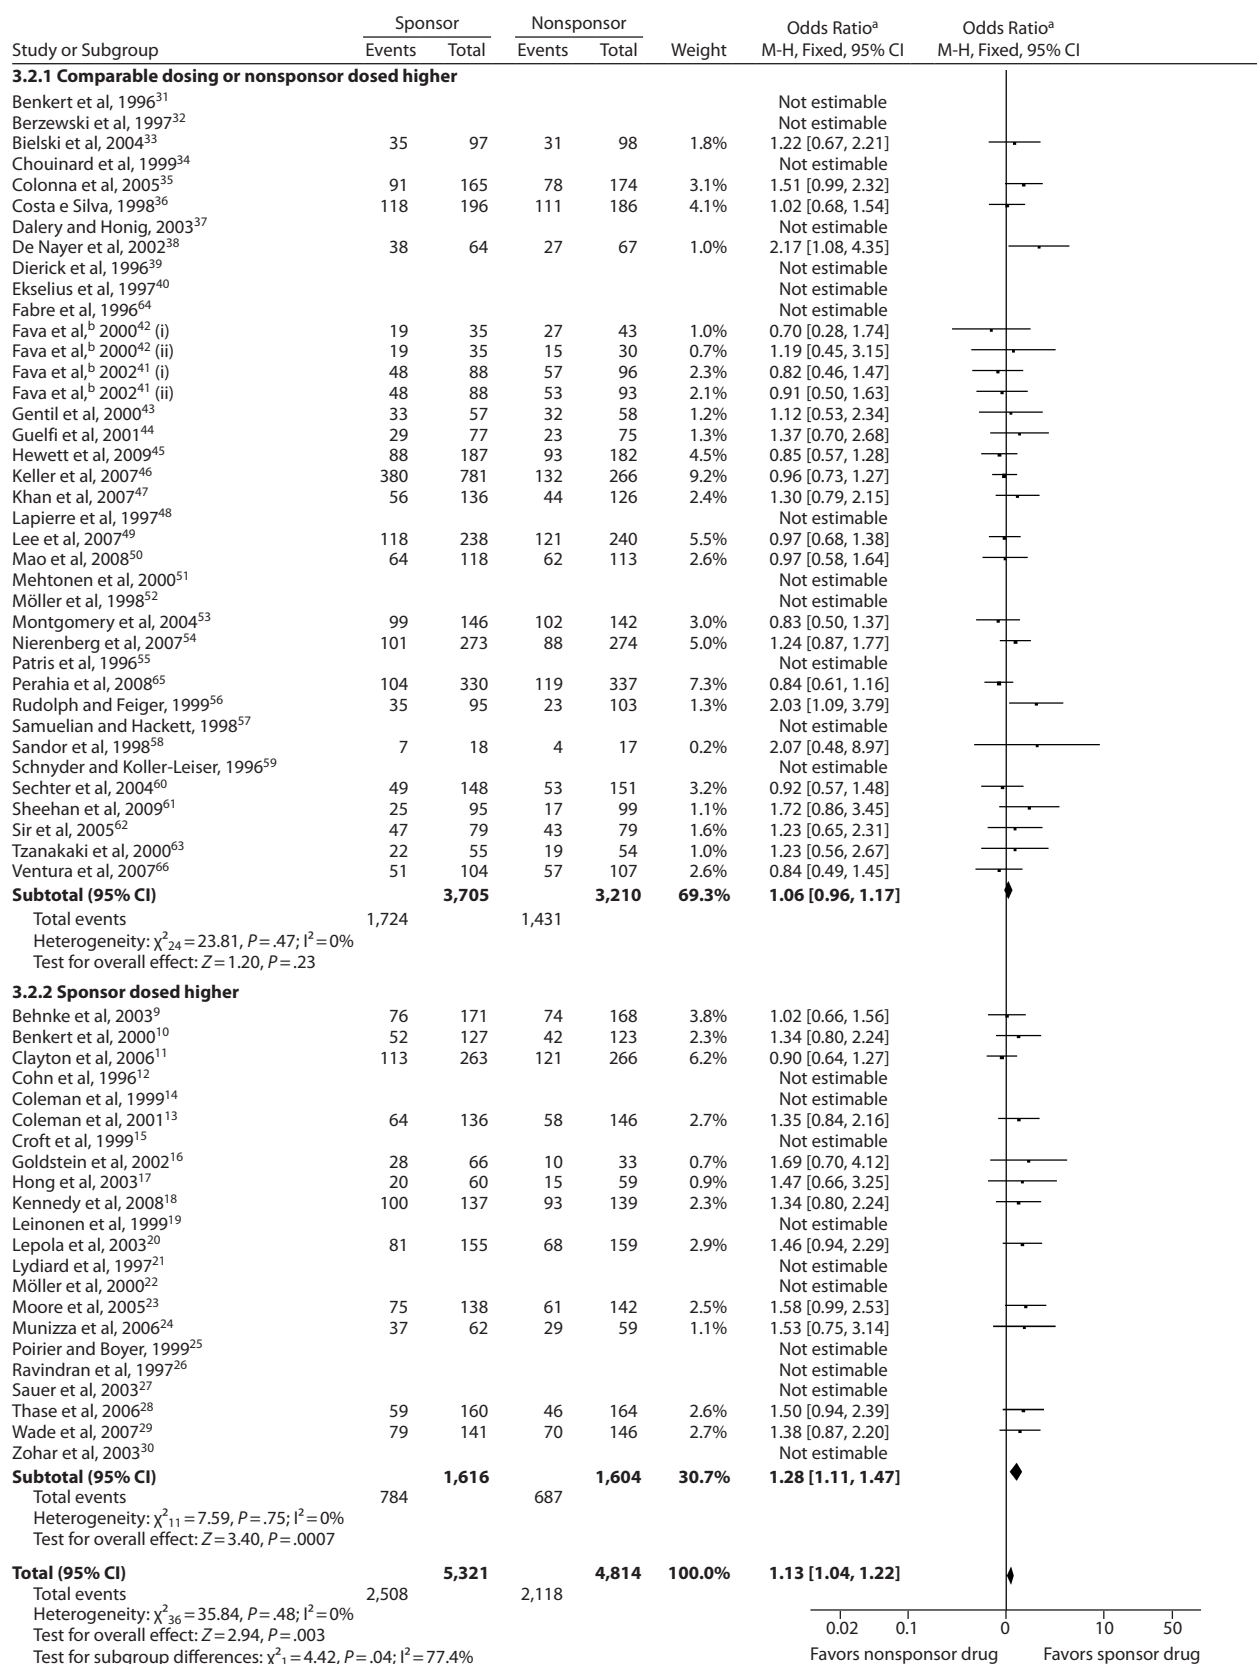 Sponsor Nonsponsor Odds Ratioᵃ Odds Ratioᵃ
Study or Subgroup Events Total Events Total Weight M-H, Fixed, 95% CI M-H, Fixed, 95% CI
3.2.1 Comparable dosing or nonsponsor dosed higher
Benkert et al, 1996³¹ Not estimable
Berzewski et al, 1997³² Not estimable
Bielski et al, 2004³³ 35 97 31 98 1.8% 1.22 [0.67, 2.21]
Chouinard et al, 1999³⁴ Not estimable
Colonna et al, 2005³⁵ 91 165 78 174 3.1% 1.51 [0.99, 2.32]
Costa e Silva, 1998³⁶ 118 196 111 186 4.1% 1.02 [0.68, 1.54]
Dalery and Honig, 2003³⁷ Not estimable
De Nayer et al, 2002³⁸ 38 64 27 67 1.0% 2.17 [1.08, 4.35]
Dierick et al, 1996³⁹ Not estimable
Ekselius et al, 1997⁴⁰ Not estimable
Fabre et al, 1996⁶⁴ Not estimable
Fava et al,ᵇ 2000⁴² (i) 19 35 27 43 1.0% 0.70 [0.28, 1.74]
Fava et al,ᵇ 2000⁴² (ii) 19 35 15 30 0.7% 1.19 [0.45, 3.15]
Fava et al,ᵇ 2002⁴¹ (i) 48 88 57 96 2.3% 0.82 [0.46, 1.47]
Fava et al,ᵇ 2002⁴¹ (ii) 48 88 53 93 2.1% 0.91 [0.50, 1.63]
Gentil et al, 2000⁴³ 33 57 32 58 1.2% 1.12 [0.53, 2.34]
Guelfi et al, 2001⁴⁴ 29 77 23 75 1.3% 1.37 [0.70, 2.68]
Hewett et al, 2009⁴⁵ 88 187 93 182 4.5% 0.85 [0.57, 1.28]
Keller et al, 2007⁴⁶ 380 781 132 266 9.2% 0.96 [0.73, 1.27]
Khan et al, 2007⁴⁷ 56 136 44 126 2.4% 1.30 [0.79, 2.15]
Lapierre et al, 1997⁴⁸ Not estimable
Lee et al, 2007⁴⁹ 118 238 121 240 5.5% 0.97 [0.68, 1.38]
Mao et al, 2008⁵⁰ 64 118 62 113 2.6% 0.97 [0.58, 1.64]
Mehtonen et al, 2000⁵¹ Not estimable
Möller et al, 1998⁵² Not estimable
Montgomery et al, 2004⁵³ 99 146 102 142 3.0% 0.83 [0.50, 1.37]
Nierenberg et al, 2007⁵⁴ 101 273 88 274 5.0% 1.24 [0.87, 1.77]
Patris et al, 1996⁵⁵ Not estimable
Perahia et al, 2008⁶⁵ 104 330 119 337 7.3% 0.84 [0.61, 1.16]
Rudolph and Feiger, 1999⁵⁶ 35 95 23 103 1.3% 2.03 [1.09, 3.79]
Samuelian and Hackett, 1998⁵⁷ Not estimable
Sandor et al, 1998⁵⁸ 7 18 4 17 0.2% 2.07 [0.48, 8.97]
Schnyder and Koller-Leiser, 1996⁵⁹ Not estimable
Sechter et al, 2004⁶⁰ 49 148 53 151 3.2% 0.92 [0.57, 1.48]
Sheehan et al, 2009⁶¹ 25 95 17 99 1.1% 1.72 [0.86, 3.45]
Sir et al, 2005⁶² 47 79 43 79 1.6% 1.23 [0.65, 2.31]
Tzanakaki et al, 2000⁶³ 22 55 19 54 1.0% 1.23 [0.56, 2.67]
Ventura et al, 2007⁶⁶ 51 104 57 107 2.6% 0.84 [0.49, 1.45]
Subtotal (95% CI) 3,705 3,210 69.3% 1.06 [0.96, 1.17]
Total events 1,724 1,431
Heterogeneity: χ²₂₄ = 23.81, P = .47; I² = 0%
Test for overall effect: Z = 1.20, P = .23
3.2.2 Sponsor dosed higher
Behnke et al, 2003⁹ 76 171 74 168 3.8% 1.02 [0.66, 1.56]
Benkert et al, 2000¹⁰ 52 127 42 123 2.3% 1.34 [0.80, 2.24]
Clayton et al, 2006¹¹ 113 263 121 266 6.2% 0.90 [0.64, 1.27]
Cohn et al, 1996¹² Not estimable
Coleman et al, 1999¹⁴ Not estimable
Coleman et al, 2001¹³ 64 136 58 146 2.7% 1.35 [0.84, 2.16]
Croft et al, 1999¹⁵ Not estimable
Goldstein et al, 2002¹⁶ 28 66 10 33 0.7% 1.69 [0.70, 4.12]
Hong et al, 2003¹⁷ 20 60 15 59 0.9% 1.47 [0.66, 3.25]
Kennedy et al, 2008¹⁸ 100 137 93 139 2.3% 1.34 [0.80, 2.24]
Leinonen et al, 1999¹⁹ Not estimable
Lepola et al, 2003²⁰ 81 155 68 159 2.9% 1.46 [0.94, 2.29]
Lydiard et al, 1997²¹ Not estimable
Möller et al, 2000²² Not estimable
Moore et al, 2005²³ 75 138 61 142 2.5% 1.58 [0.99, 2.53]
Munizza et al, 2006²⁴ 37 62 29 59 1.1% 1.53 [0.75, 3.14]
Poirier and Boyer, 1999²⁵ Not estimable
Ravindran et al, 1997²⁶ Not estimable
Sauer et al, 2003²⁷ Not estimable
Thase et al, 2006²⁸ 59 160 46 164 2.6% 1.50 [0.94, 2.39]
Wade et al, 2007²⁹ 79 141 70 146 2.7% 1.38 [0.87, 2.20]
Zohar et al, 2003³⁰ Not estimable
Subtotal (95% CI) 1,616 1,604 30.7% 1.28 [1.11, 1.47]
Total events 784 687
Heterogeneity: χ²₁₁ = 7.59, P = .75; I² = 0%
Test for overall effect: Z = 3.40, P = .0007
Total (95% CI) 5,321 4,814 100.0% 1.13 [1.04, 1.22]
Total events 2,508 2,118
Heterogeneity: χ²₃₆ = 35.84, P = .48; I² = 0%
Test for overall effect: Z = 2.94, P = .003
Test for subgroup differences: χ²₁ = 4.42, P = .04; I² = 77.4%
0.02 0.1 0 10 50
Favors nonsponsor drug Favors sponsor drug